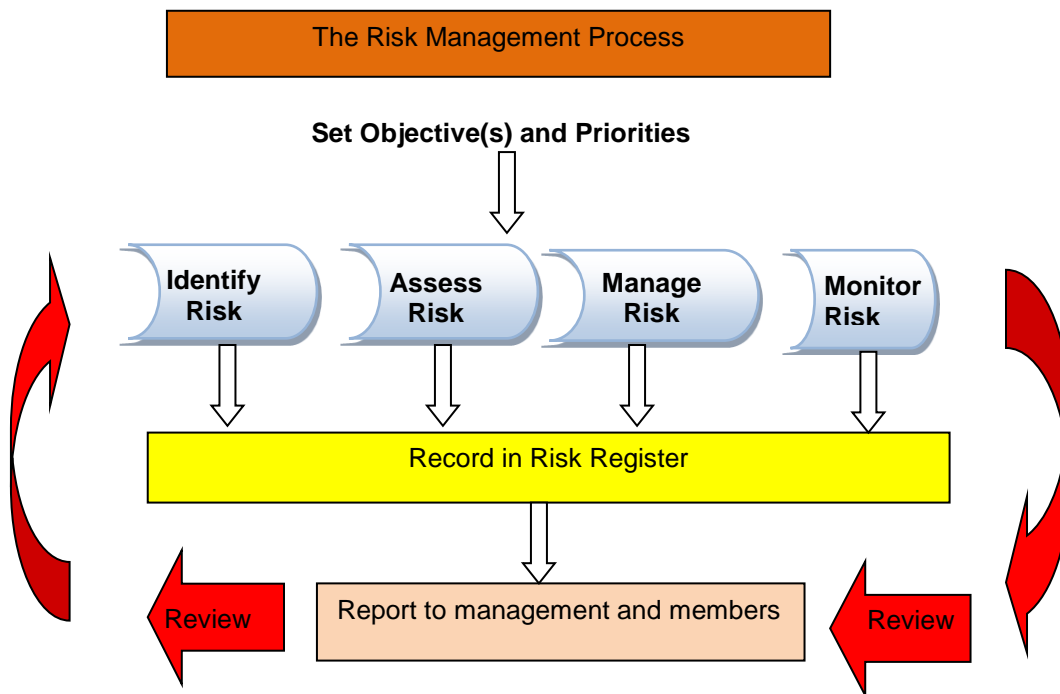 The Risk Management Process
Set Objective(s) and Priorities
Identify
Risk
Assess
Risk
Manage
Risk
Monitor
Risk
Record in Risk Register
Report to management and members
Review
Review